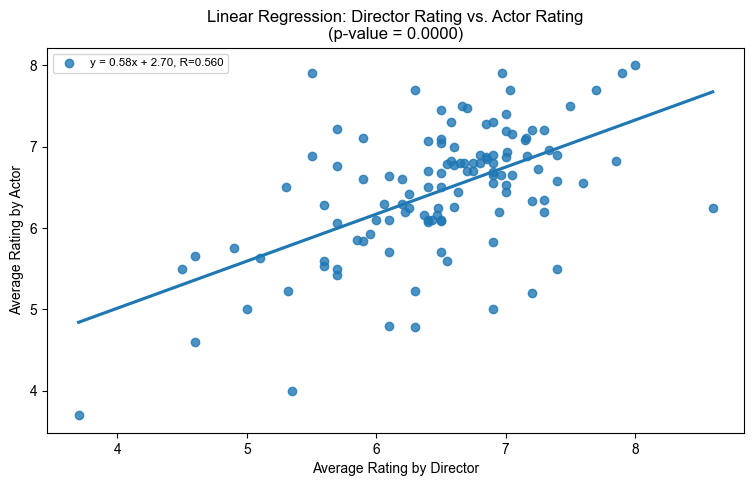 Linear Regression: Director Rating vs. Actor Rating
(p-value = 0.0000)
y = 0.58x + 2.70, R=0.560
Average Rating by Actor
8
7
6
5
4
4
5
6
7
8
Average Rating by Director